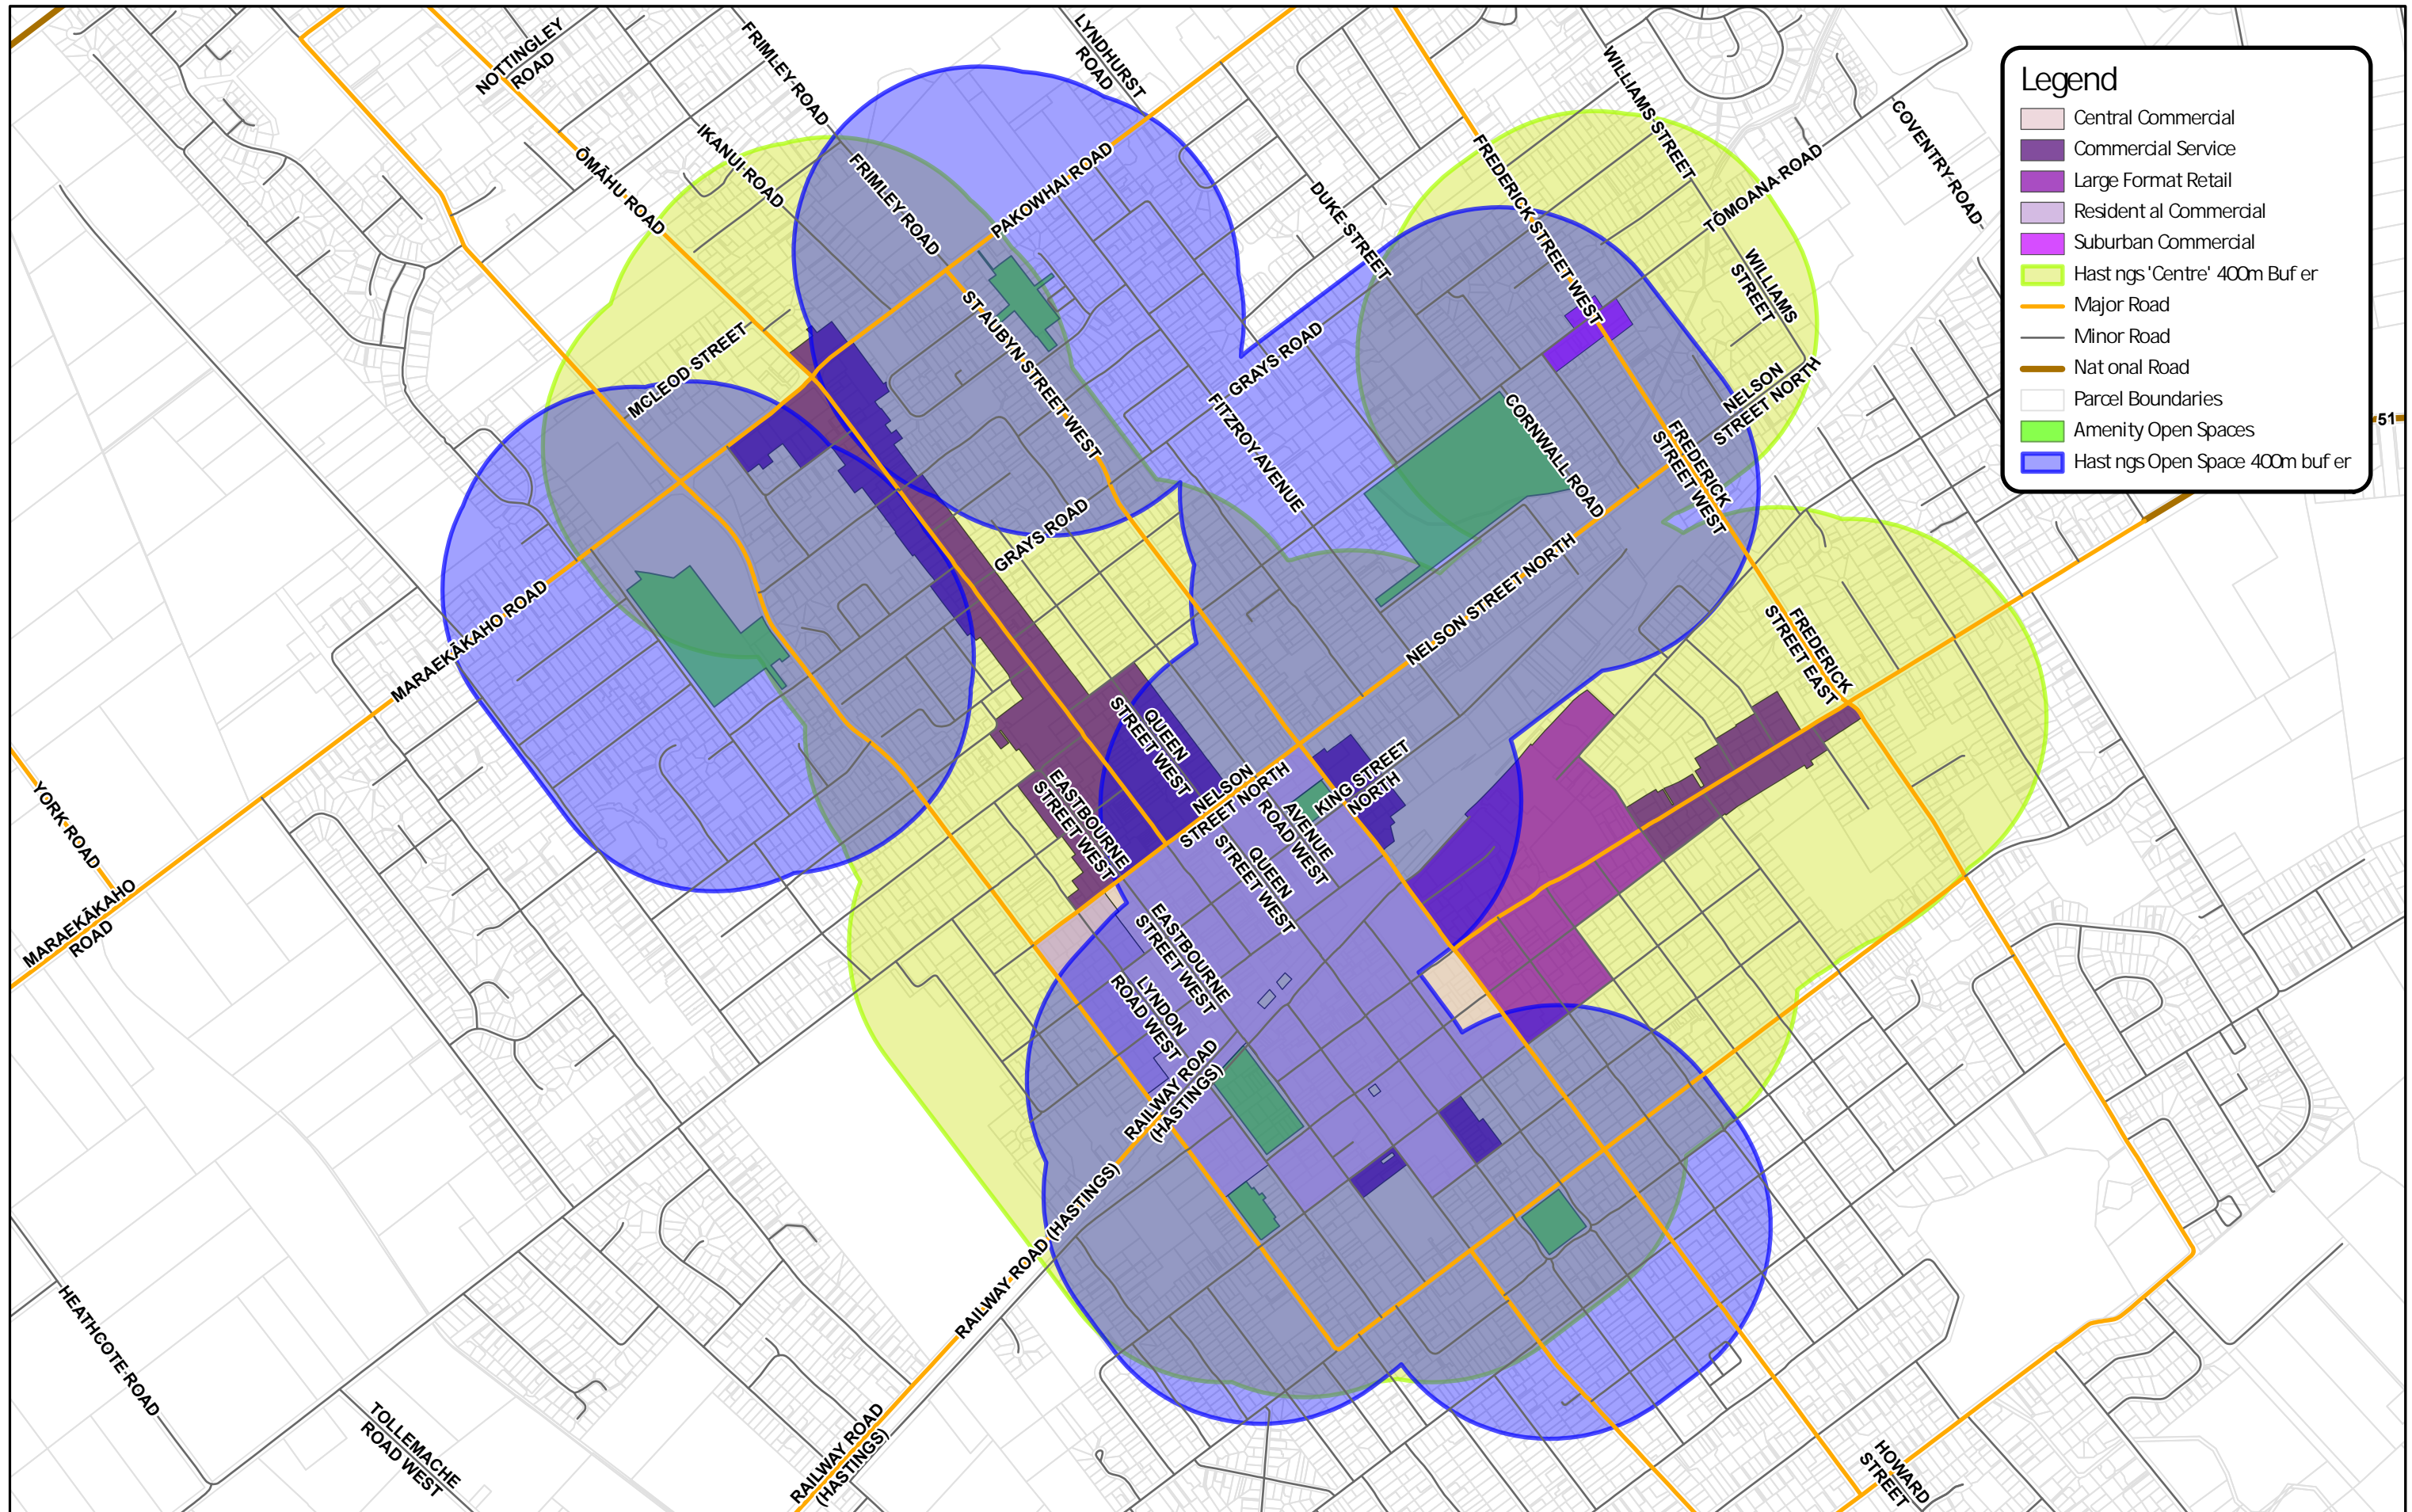 NOTTINGLEY
ROAD
FRIMLEY ROAD
LYNDHURST
ROAD
WILLIAMS STREET
COVENTRY ROAD
IKANUI ROAD
ŌMĀHU ROAD
FRIMLEY ROAD
PAKOWHAI ROAD
DUKE STREET
FREDERICK STREET WEST
TŌMOANA ROAD
WILLIAMS
STREET
MCLEOD STREET
ST AUBYN STREET WEST
GRAYS ROAD
FITZROY AVENUE
CORNWALL ROAD
NELSON
STREET NORTH
FREDERICK
STREET WEST
51
GRAYS ROAD
NELSON STREET NORTH
MARAEKĀKAHO ROAD
FREDERICK
STREET EAST
QUEEN
STREET WEST
NELSON
STREET NORTH
KING STREET
NORTH
EASTBOURNE
STREET WEST
AVENUE
ROAD WEST
QUEEN
STREET WEST
YORK ROAD
MARAEKĀKAHO
ROAD
EASTBOURNE
STREET WEST
LYNDON
ROAD WEST
RAILWAY ROAD
(HASTINGS)
RAILWAY ROAD (HASTINGS)
HEATHCOTE ROAD
TOLLEMACHE
ROAD WEST
RAILWAY ROAD
(HASTINGS)
HOWARD
STREET
Legend
Central Commercial
Commercial Service
Large Format Retail
Resident al Commercial
Suburban Commercial
Hast ngs 'Centre' 400m Buf er
Major Road
Minor Road
Nat onal Road
Parcel Boundaries
Amenity Open Spaces
Hast ngs Open Space 400m buf er